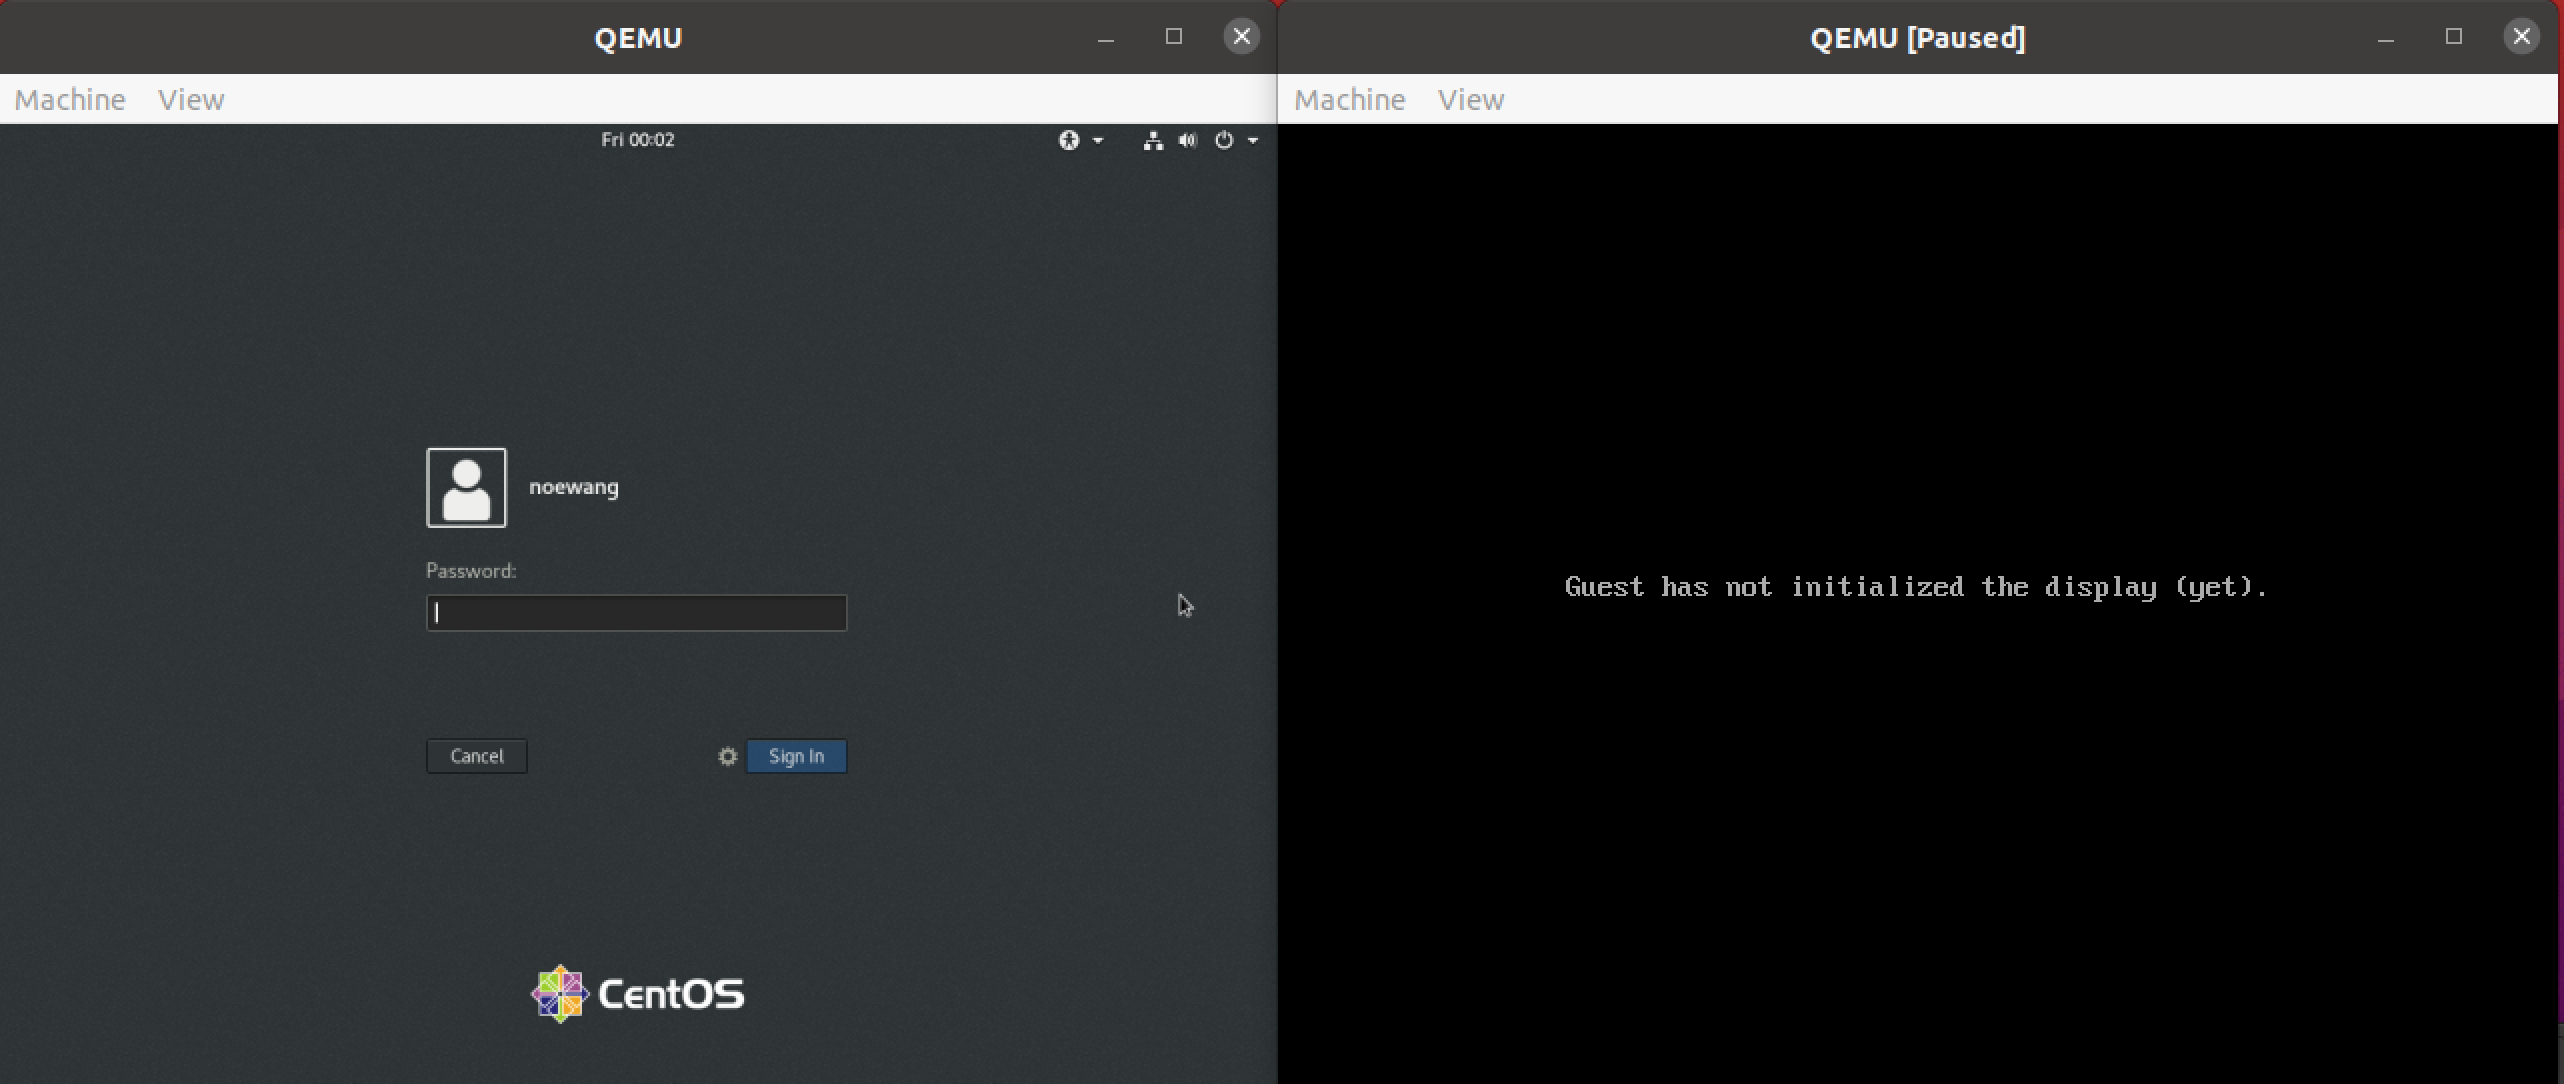 QEMU
Machine View
Fri 00:02
noewang
Password:
Cancel
Sign In
CentOS
QEMU [Paused]
Machine View
Guest has not initialized the display (yet).